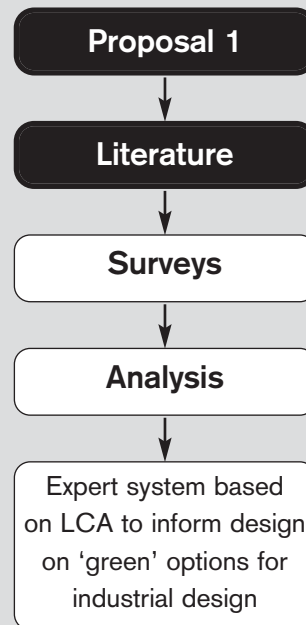 Proposal 1
Literature
Surveys
Analysis
Expert system based
on LCA to inform design
on ‘green’ options for
industrial design